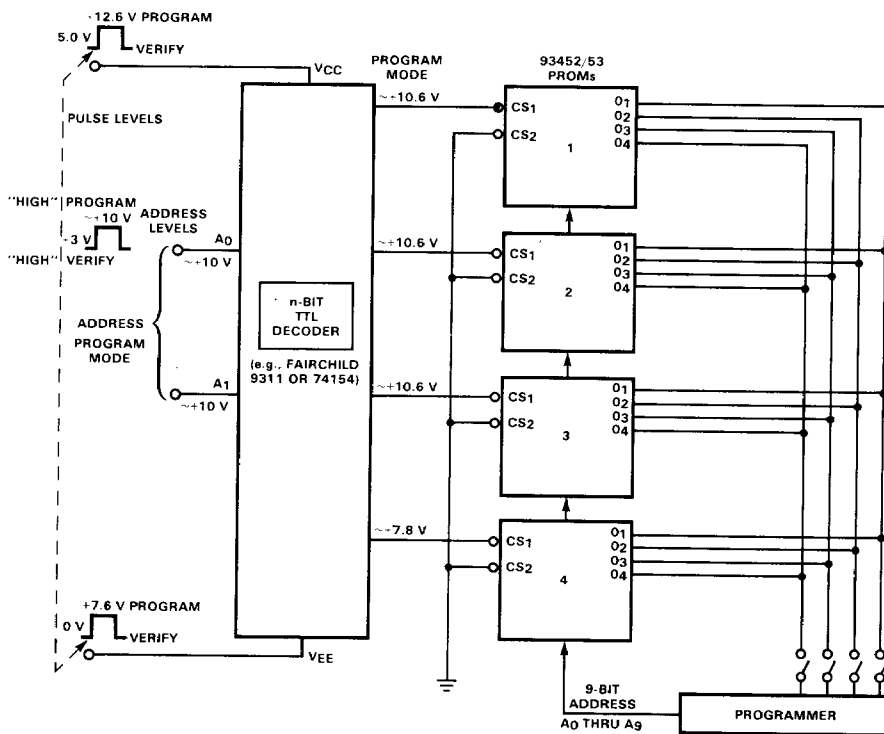 ~12.6 V PROGRAM
5.0 V
VERIFY
VCC
PULSE LEVELS
"HIGH" PROGRAM
~+10 V
~3 V
"HIGH" VERIFY
ADDRESS
LEVELS
A0
~+10 V
ADDRESS
PROGRAM
MODE
A1
~+10 V
+7.6 V PROGRAM
0 V
VERIFY
VEE
n-BIT
TTL
DECODER
(e.g., FAIRCHILD
9311 OR 74154)
PROGRAM
MODE
~+10.6 V
~+10.6 V
~+10.6 V
~+7.8 V
93452/53
PROMs
CS1
CS2
1
O1
O2
O3
O4
CS1
CS2
2
O1
O2
O3
O4
CS1
CS2
3
O1
O2
O3
O4
CS1
CS2
4
O1
O2
O3
O4
9-BIT
ADDRESS
A0 THRU A9
PROGRAMMER